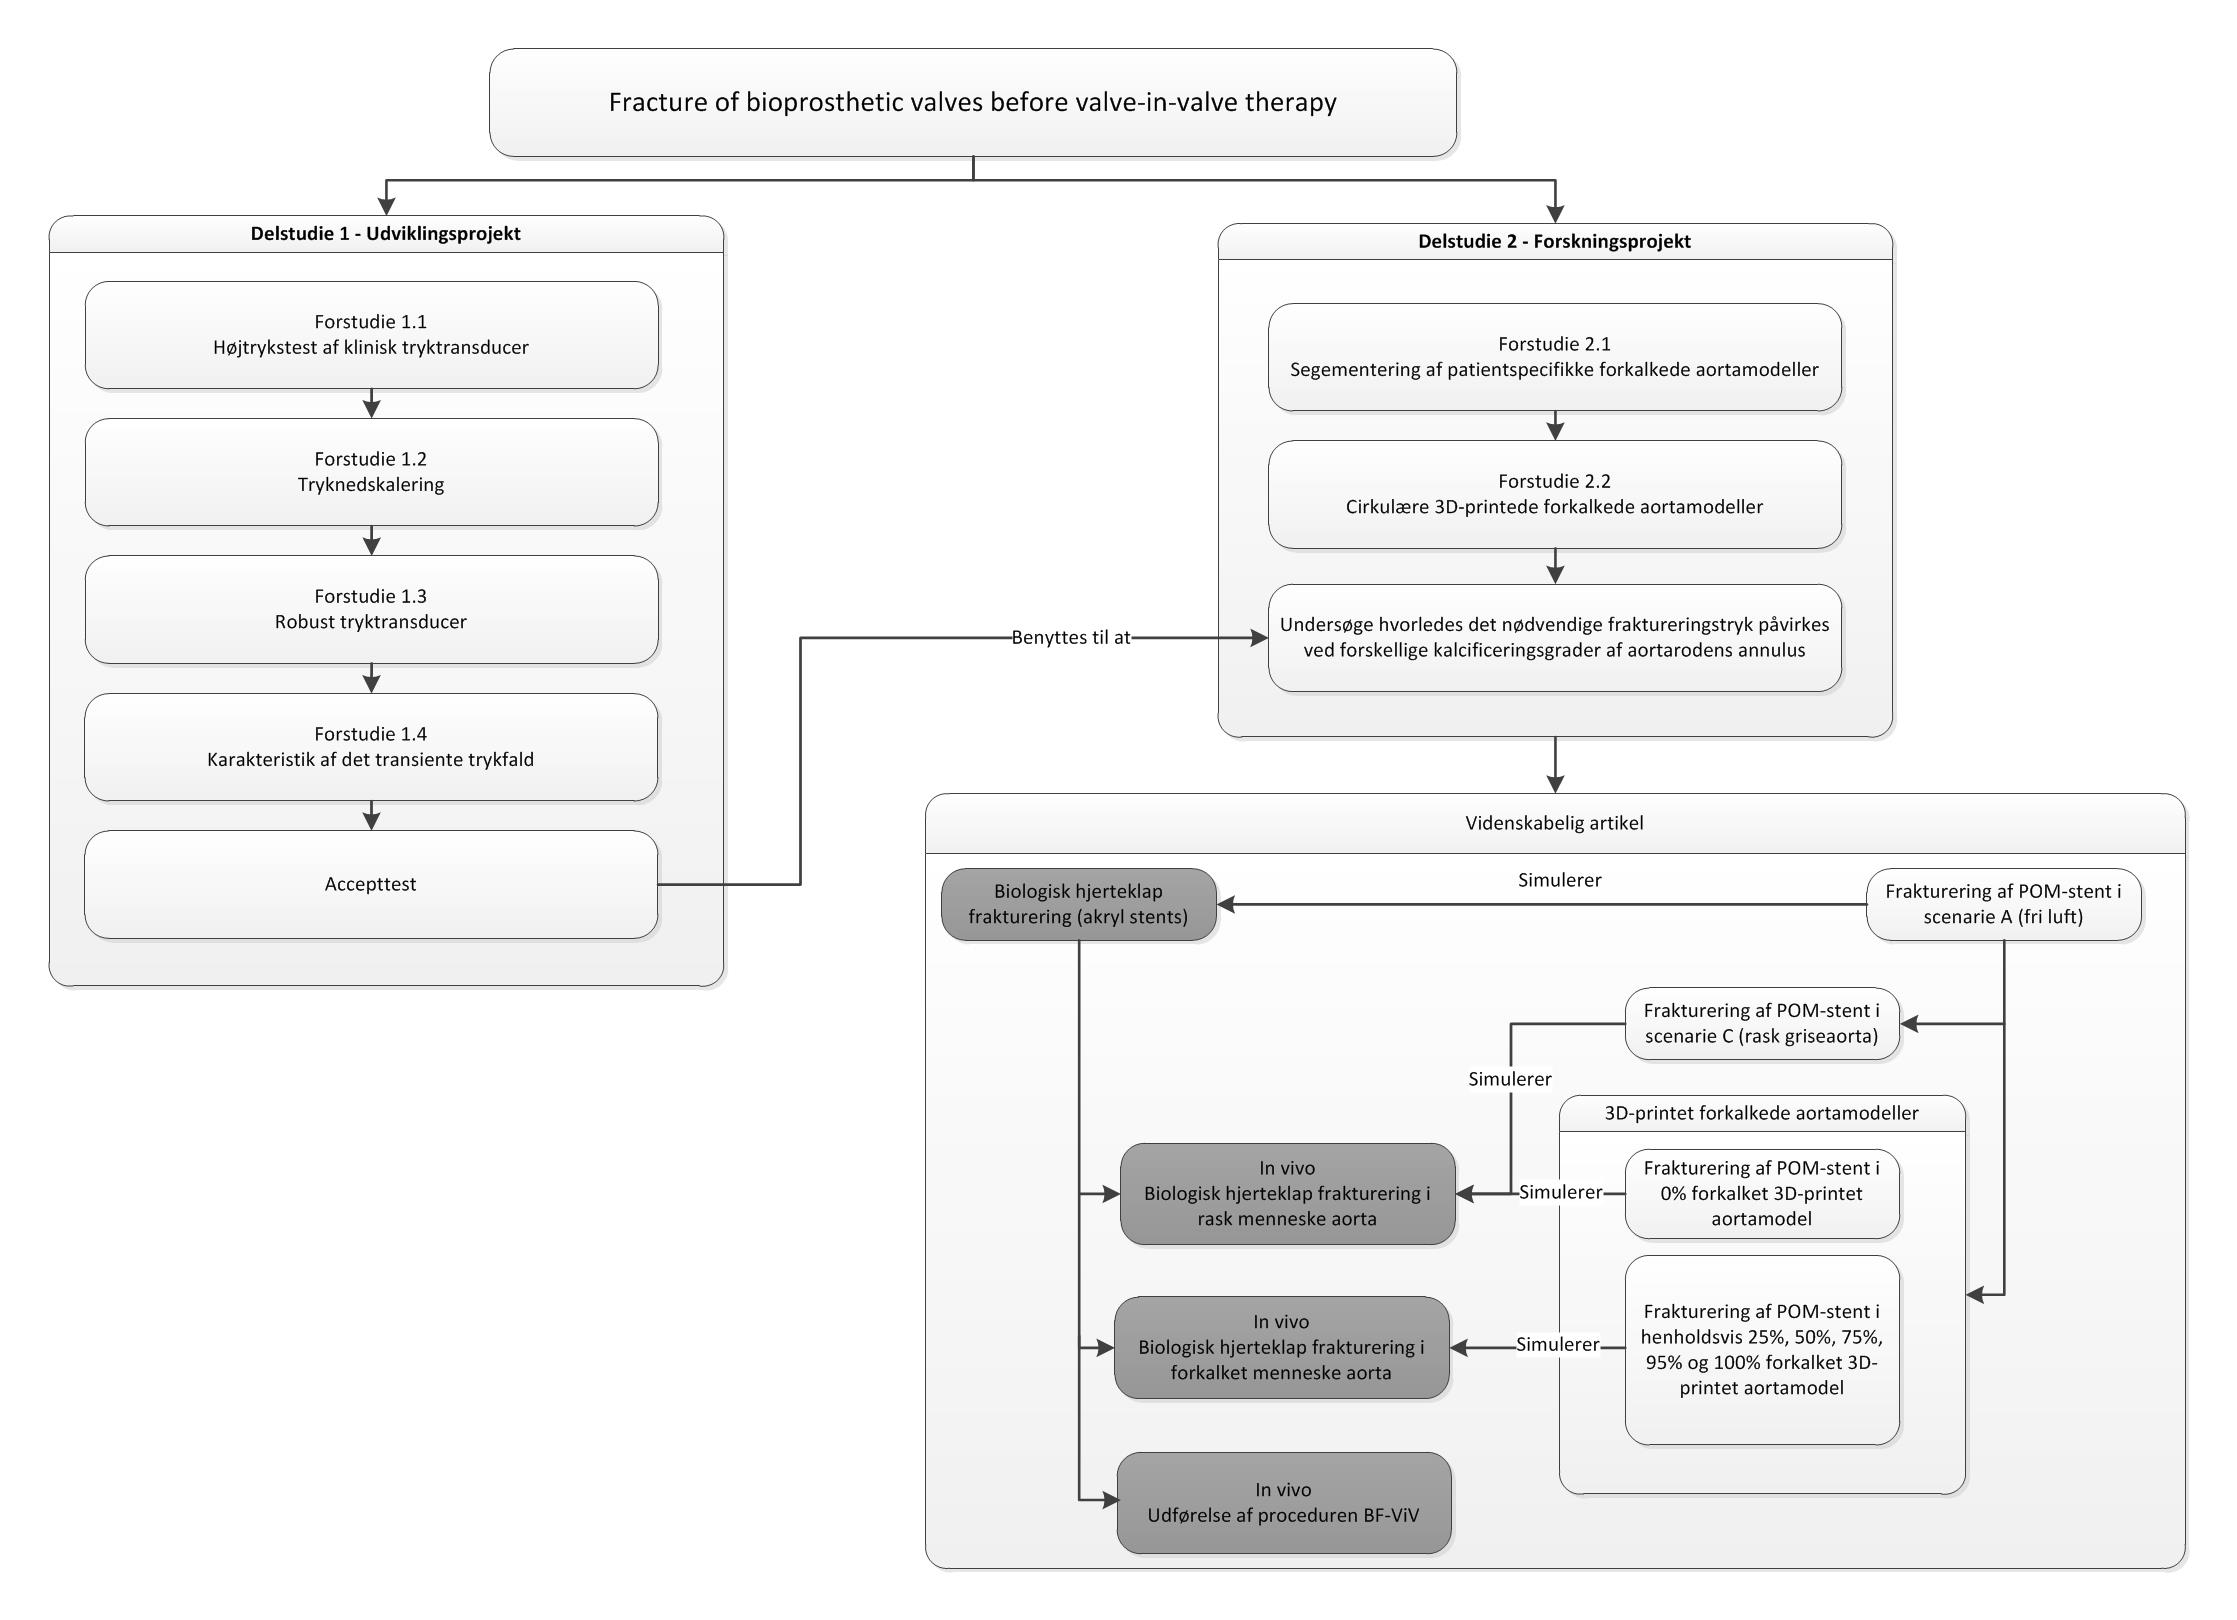 Fracture of bioprosthetic valves before valve-in-valve therapy
Delstudie 1 - Udviklingsprojekt
Forstudie 1.1
Højtrykstest af klinisk tryktransducer
Forstudie 1.2
Tryknedskalering
Forstudie 1.3
Robust tryktransducer
Forstudie 1.4
Karakteristik af det transiente trykfald
Accepttest
Benyttes til at
Delstudie 2 - Forskningsprojekt
Forstudie 2.1
Segementering af patientspecifikke forkalkede aortamodeller
Forstudie 2.2
Cirkulære 3D-printede forkalkede aortamodeller
Undersøge hvorledes det nødvendige fraktureringstryk påvirkes
ved forskellige kalcificeringsgrader af aortarodens annulus
Videnskabelig artikel
Biologisk hjerteklap
frakturering (akryl stents)
Simulerer
Frakturering af POM-stent i
scenarie A (fri luft)
Frakturering af POM-stent i
scenarie C (rask griseaorta)
Simulerer
3D-printet forkalkede aortamodeller
In vivo
Biologisk hjerteklap frakturering i
rask menneske aorta
Simulerer
Frakturering af POM-stent i
0% forkalket 3D-printet
aortamodel
In vivo
Biologisk hjerteklap frakturering i
forkalket menneske aorta
Simulerer
Frakturering af POM-stent i
henholdsvis 25%, 50%, 75%,
95% og 100% forkalket 3D-
printet aortamodel
In vivo
Udførelse af proceduren BF-ViV